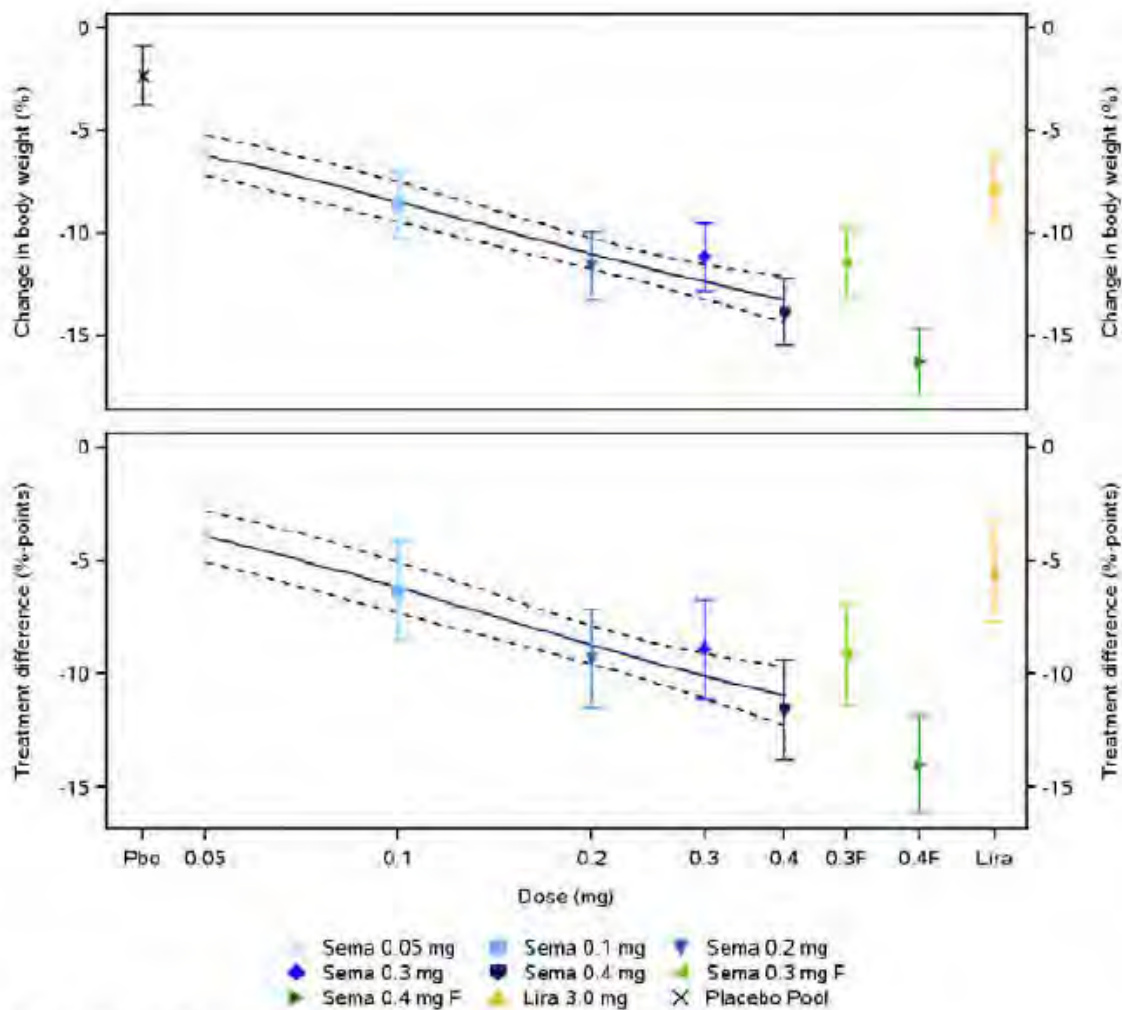 Change in body weight (%)
0
-5
-10
-15
0
-5
-10
-15
Change in body weight (%)
Treatment difference (%-points)
0
-5
-10
-15
0
-5
-10
-15
Treatment difference (%-points)
Pbo 0.05 0.1 0.2 0.3 0.4 0.3F 0.4F Lira
Dose (mg)
Sema 0.05 mg Sema 0.1 mg Sema 0.2 mg
Sema 0.3 mg Sema 0.4 mg Sema 0.3 mg F
Sema 0.4 mg F Lira 3.0 mg Placebo Pool